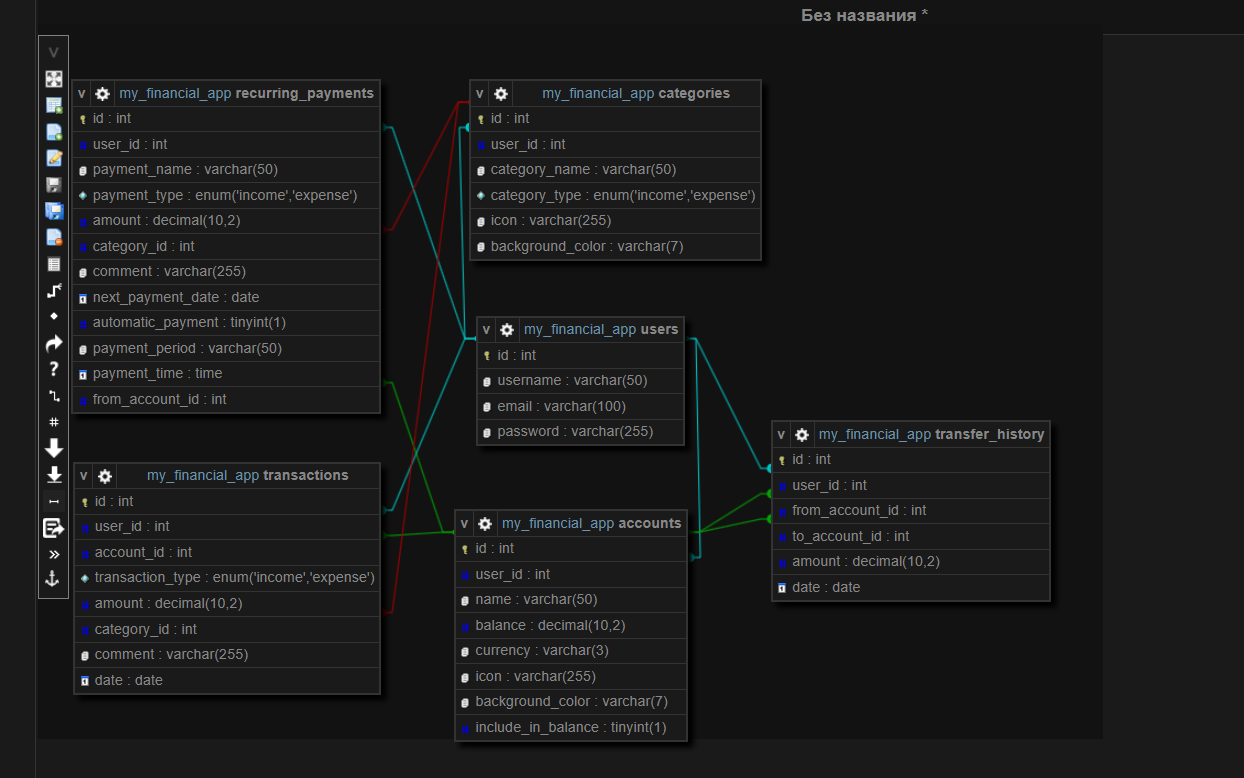 Без названия *
v my_financial_app recurring_payments
id : int
user_id : int
payment_name : varchar(50)
payment_type : enum('income','expense')
amount : decimal(10,2)
category_id : int
comment : varchar(255)
next_payment_date : date
automatic_payment : tinyint(1)
payment_period : varchar(50)
payment_time : time
from_account_id : int
v my_financial_app categories
id : int
user_id : int
category_name : varchar(50)
category_type : enum('income','expense')
icon : varchar(255)
background_color : varchar(7)
v my_financial_app users
id : int
username : varchar(50)
email : varchar(100)
password : varchar(255)
v my_financial_app transfer_history
id : int
user_id : int
from_account_id : int
to_account_id : int
amount : decimal(10,2)
date : date
v my_financial_app transactions
id : int
user_id : int
account_id : int
transaction_type : enum('income','expense')
amount : decimal(10,2)
category_id : int
comment : varchar(255)
date : date
v my_financial_app accounts
id : int
user_id : int
name : varchar(50)
balance : decimal(10,2)
currency : varchar(3)
icon : varchar(255)
background_color : varchar(7)
include_in_balance : tinyint(1)